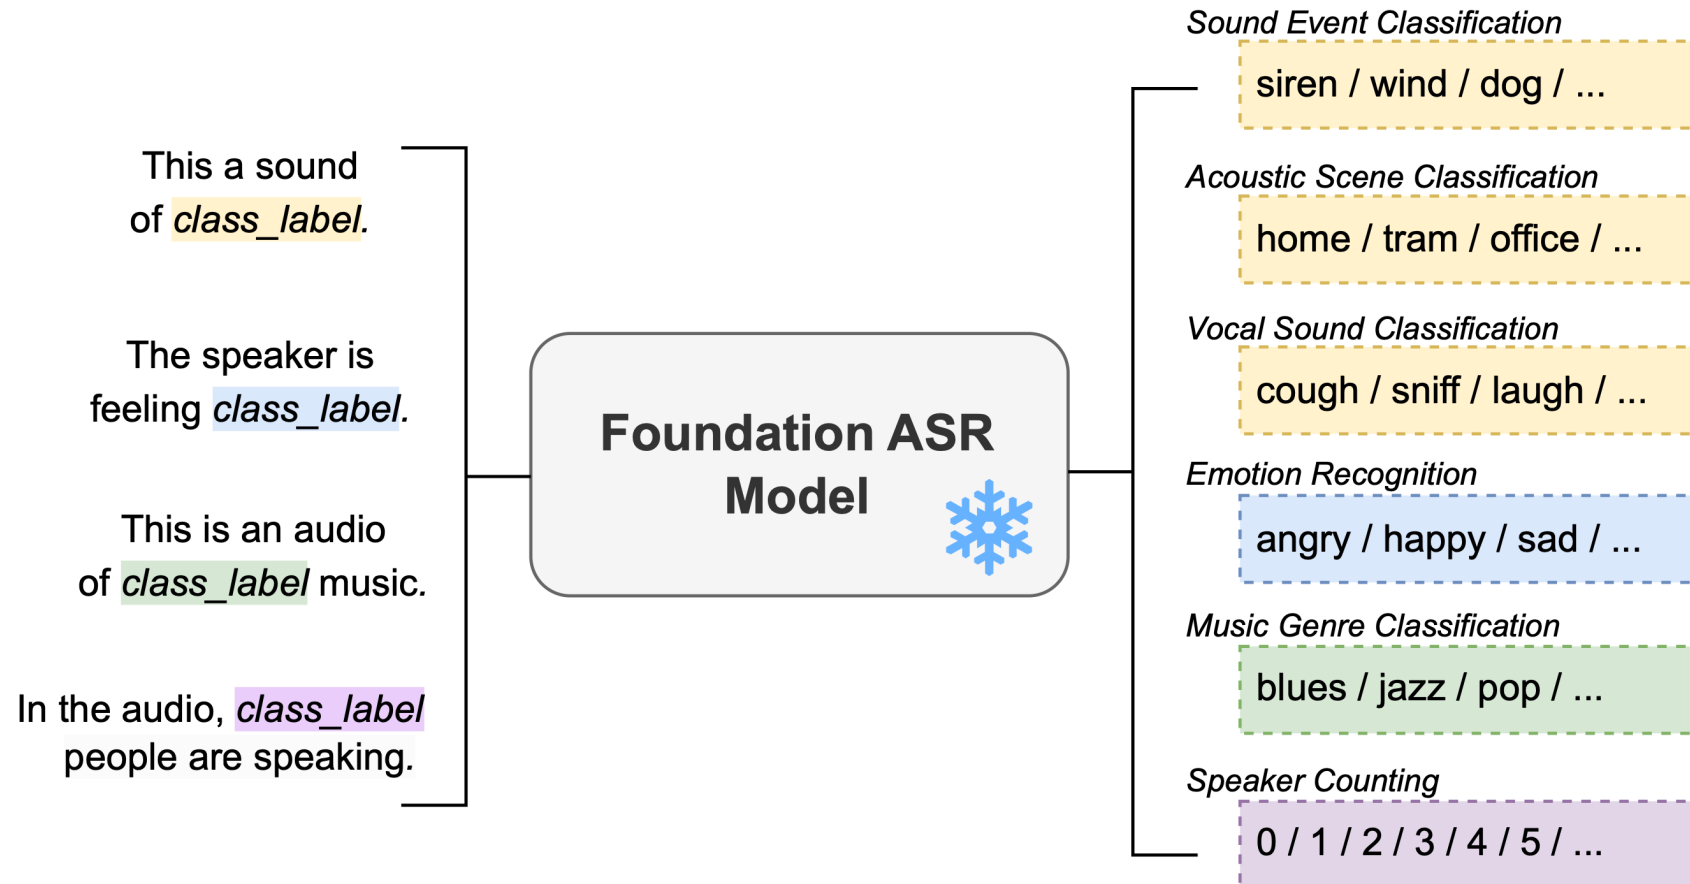 This a sound
of class_label.
The speaker is
feeling class_label.
This is an audio
of class_label music.
In the audio, class_label
people are speaking.
Foundation ASR
Model
Sound Event Classification
siren / wind / dog / ...
Acoustic Scene Classification
home / tram / office / ...
Vocal Sound Classification
cough / sniff / laugh / ...
Emotion Recognition
angry / happy / sad / ...
Music Genre Classification
blues / jazz / pop / ...
Speaker Counting
0 / 1 / 2 / 3 / 4 / 5 / ...